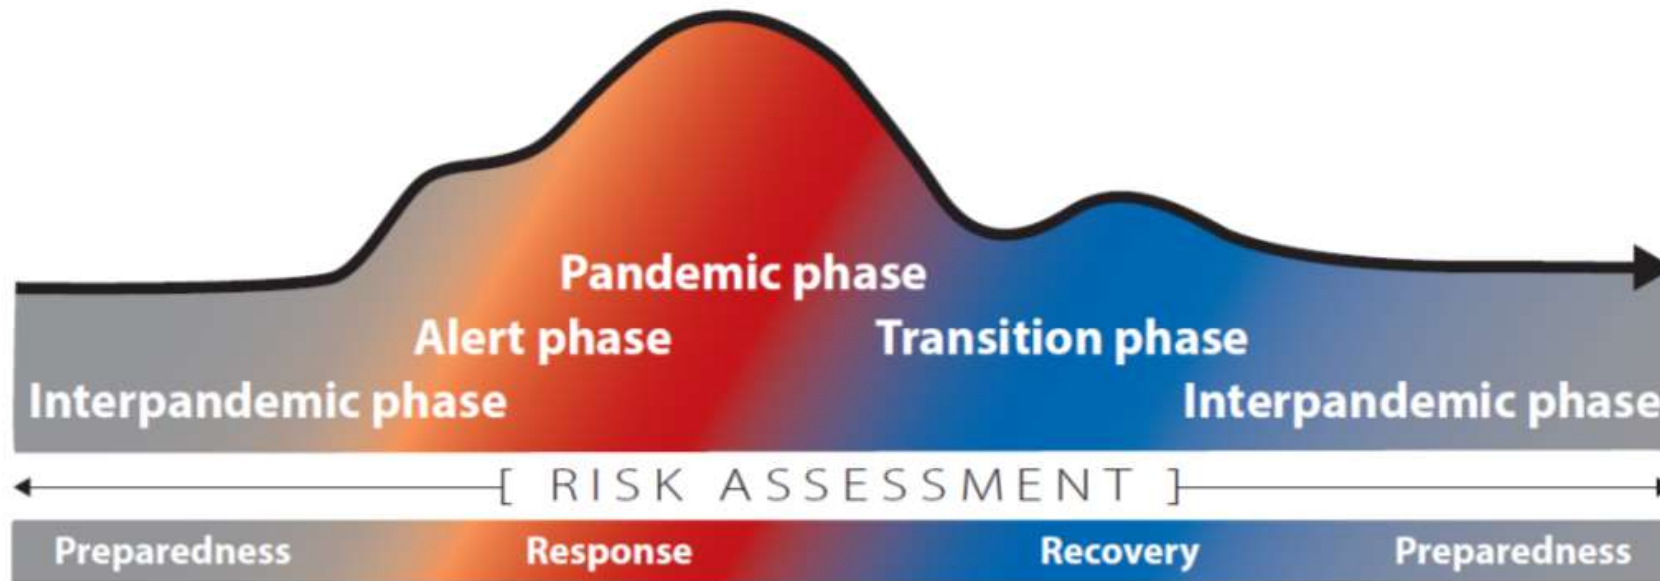 Pandemic phase
Alert phase
Transition phase
Interpandemic phase
Interpandemic phase
[ RISK ASSESSMENT ]
Preparedness
Response
Recovery
Preparedness